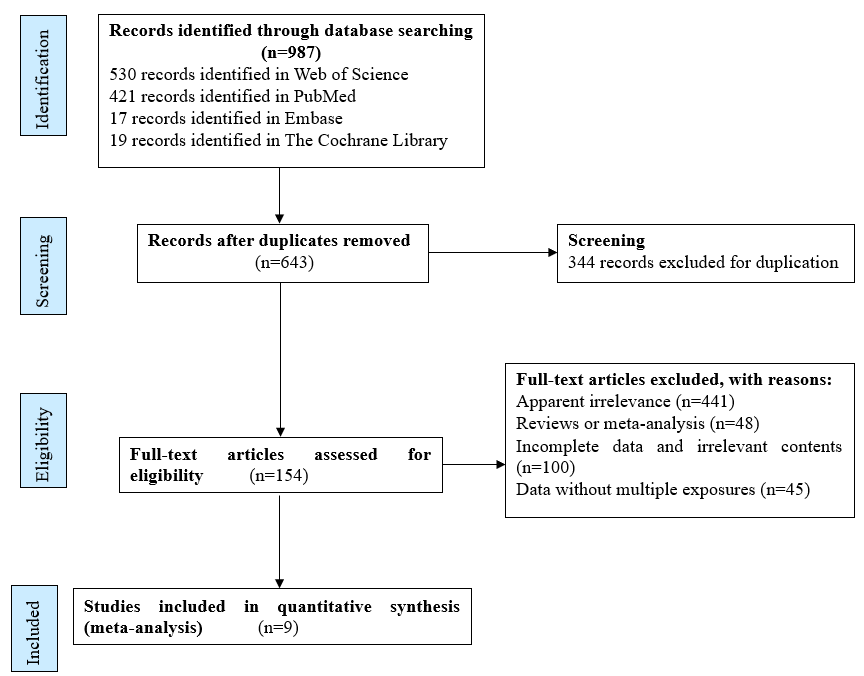 Identification
Records identified through database searching
(n=987)
530 records identified in Web of Science
421 records identified in PubMed
17 records identified in Embase
19 records identified in The Cochrane Library
Screening
Records after duplicates removed
(n=643)
Screening
344 records excluded for duplication
Eligibility
Full-text articles assessed for
eligibility (n=154)
Full-text articles excluded, with reasons:
Apparent irrelevance (n=441)
Reviews or meta-analysis (n=48)
Incomplete data and irrelevant contents
(n=100)
Data without multiple exposures (n=45)
Included
Studies included in quantitative synthesis
(meta-analysis) (n=9)